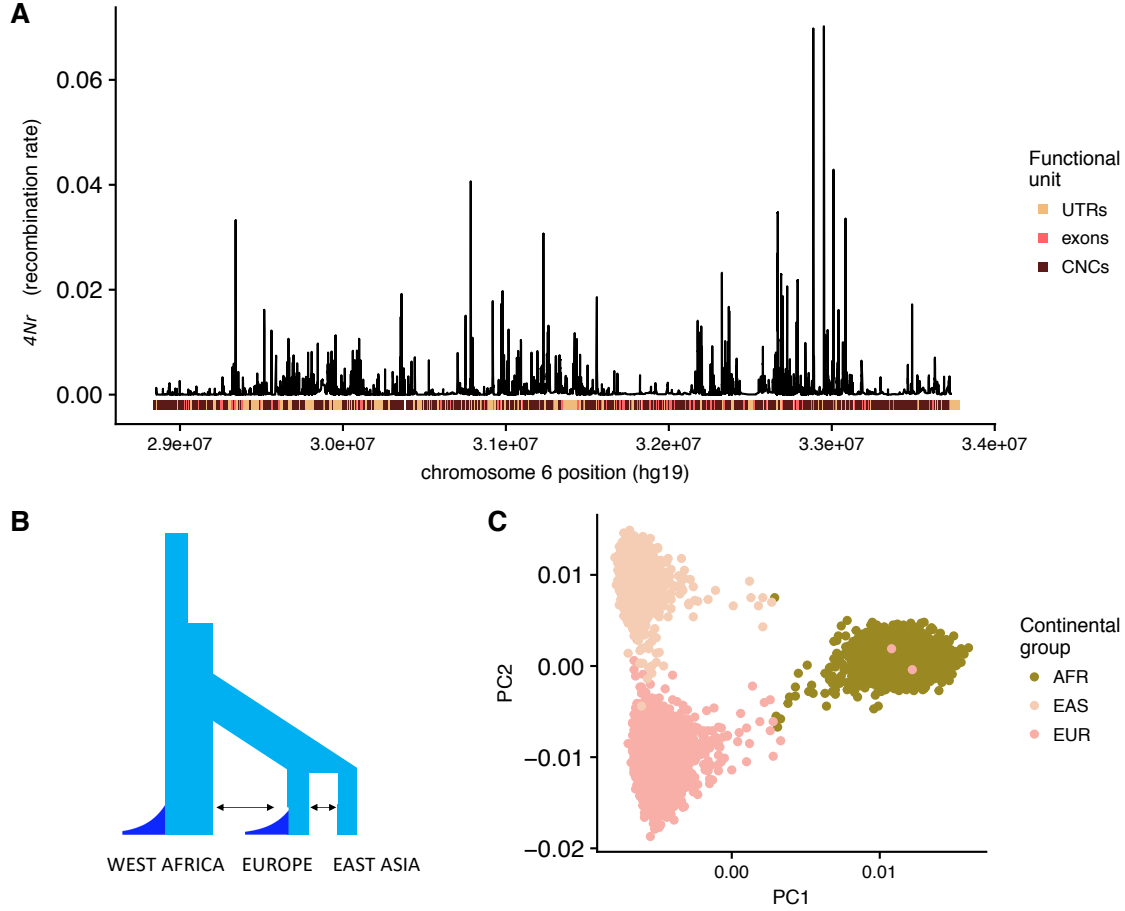 A
0.06
0.04
0.02
0.00
4Nr (recombination rate)
2.9e+07 3.0e+07 3.1e+07 3.2e+07 3.3e+07 3.4e+07
chromosome 6 position (hg19)
Functional
unit
UTRs
exons
CNCs
B
WEST AFRICA EUROPE EAST ASIA
C
0.01
0.00
−0.01
−0.02
PC2
0.00 0.01
PC1
Continental
group
AFR
EAS
EUR